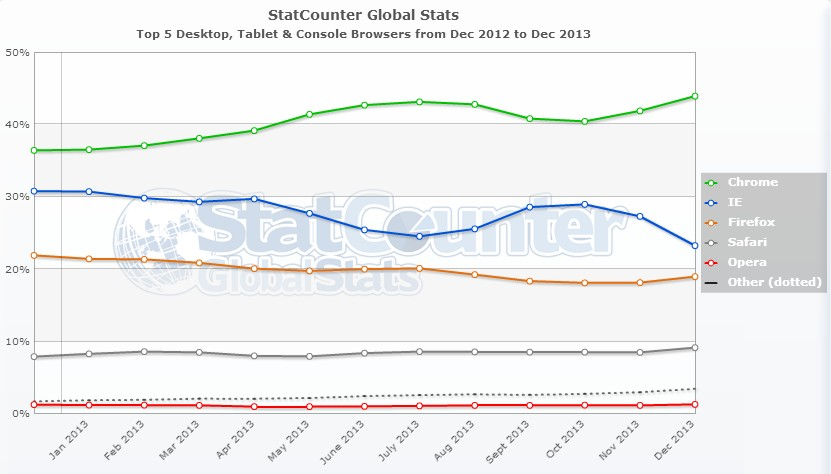 StatCounter Global Stats
Top 5 Desktop, Tablet & Console Browsers from Dec 2012 to Dec 2013
50%
40%
30%
20%
10%
0%
StatCounter
GlobalStats
Chrome
IE
Firefox
Safari
Opera
Other (dotted)
Jan 2013
Feb 2013
Mar 2013
Apr 2013
May 2013
June 2013
July 2013
Aug 2013
Sept 2013
Oct 2013
Nov 2013
Dec 2013